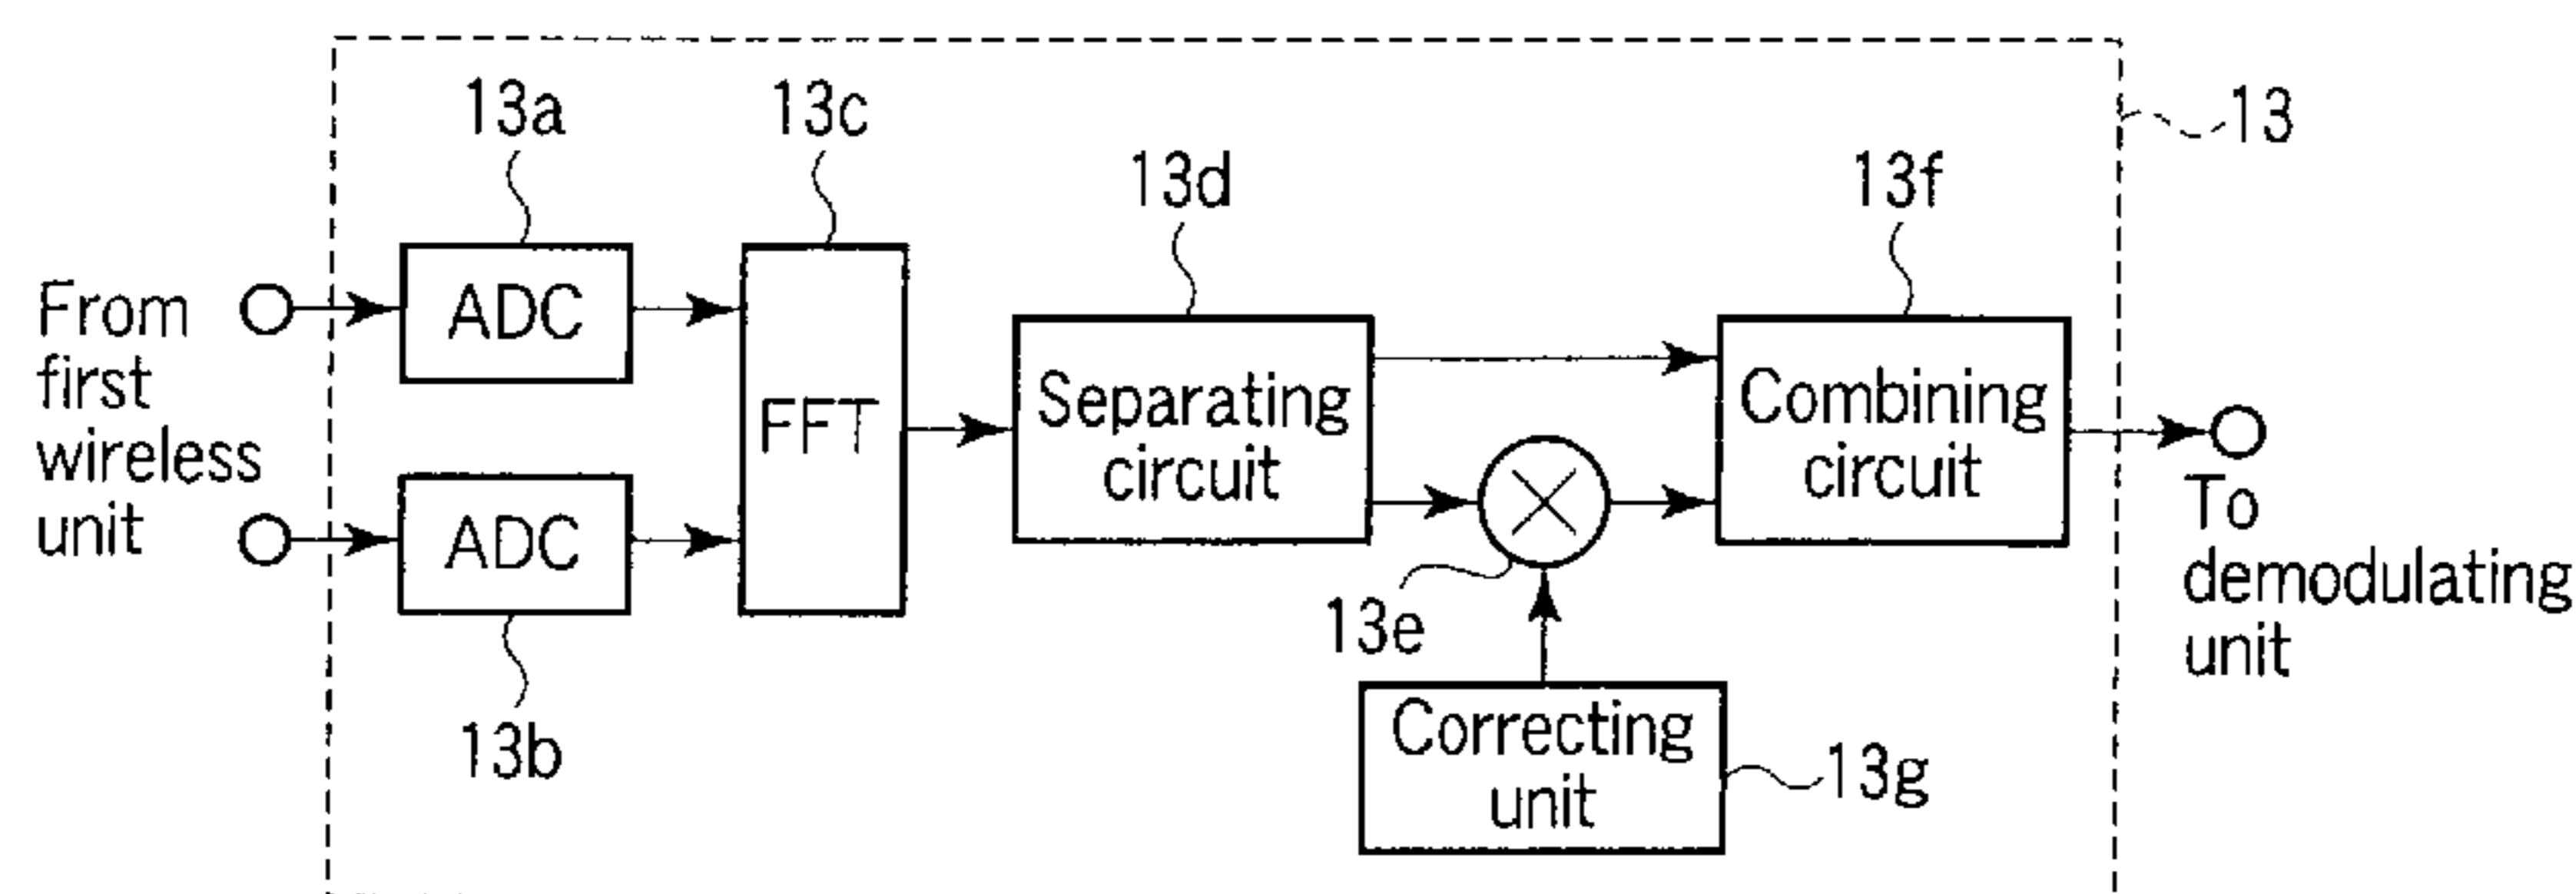 13a
13c
13
13d
13f
From
first
wireless
unit
ADC
ADC
FFT
Separating
circuit
Combining
circuit
To
demodulating
unit
13e
13b
Correcting
unit
13g